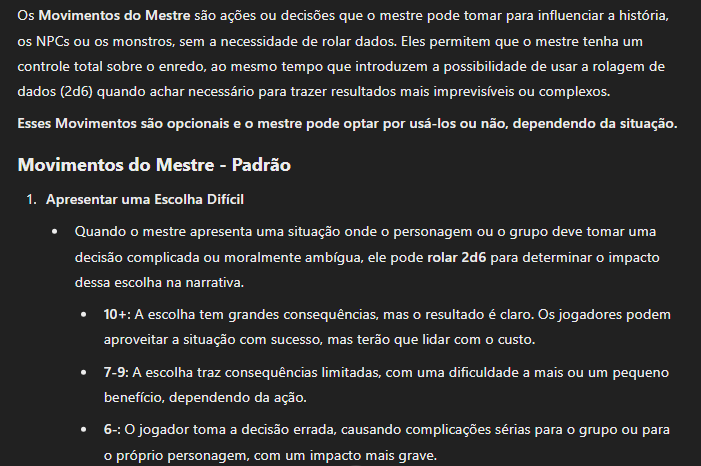 Os Movimentos do Mestre são ações ou decisões que o mestre pode tomar para influenciar a história,
os NPCs ou os monstros, sem a necessidade de rolar dados. Eles permitem que o mestre tenha um
controle total sobre o enredo, ao mesmo tempo que introduzem a possibilidade de usar a rolagem de
dados (2d6) quando achar necessário para trazer resultados mais imprevisíveis ou complexos.
Esses Movimentos são opcionais e o mestre pode optar por usá-los ou não, dependendo da situação.
Movimentos do Mestre - Padrão
1. Apresentar uma Escolha Difícil
• Quando o mestre apresenta uma situação onde o personagem ou o grupo deve tomar uma
decisão complicada ou moralmente ambígua, ele pode rolar 2d6 para determinar o impacto
dessa escolha na narrativa.
• 10+: A escolha tem grandes consequências, mas o resultado é claro. Os jogadores podem
aproveitar a situação com sucesso, mas terão que lidar com o custo.
• 7-9: A escolha traz consequências limitadas, com uma dificuldade a mais ou um pequeno
benefício, dependendo da ação.
• 6-: O jogador toma a decisão errada, causando complicações sérias para o grupo ou para
o próprio personagem, com um impacto mais grave.